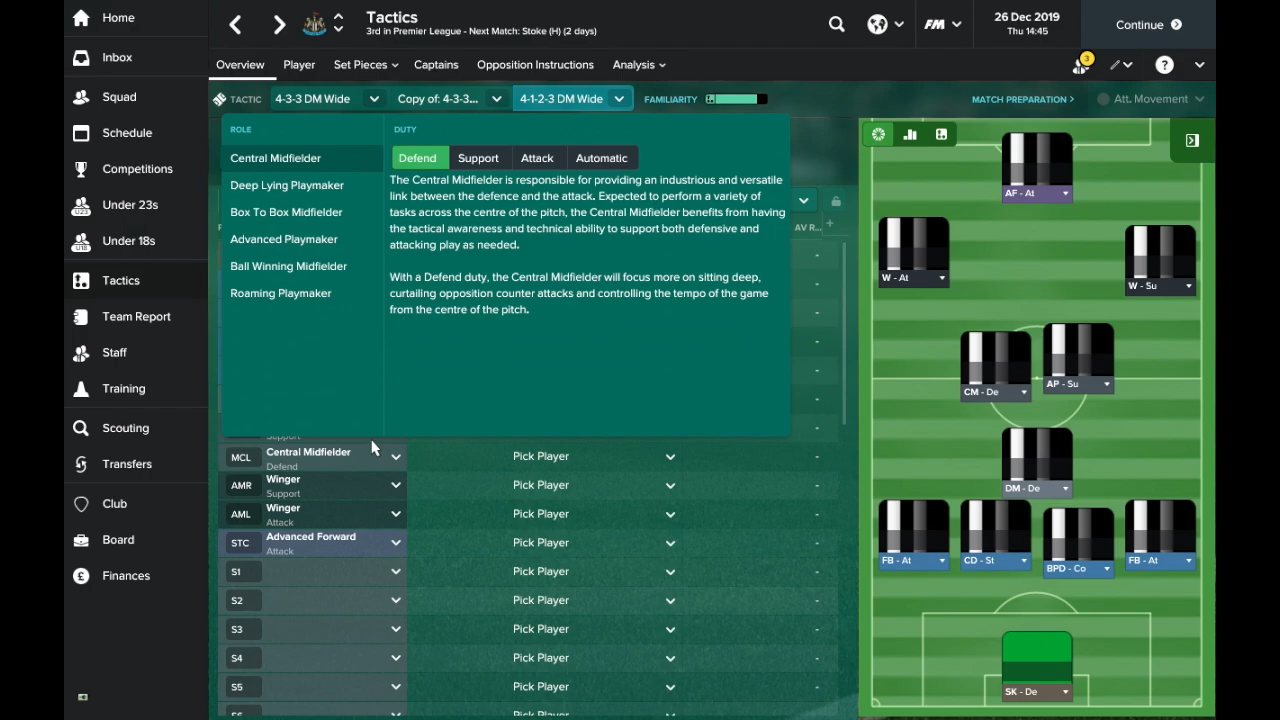 Home
Inbox
Squad
Schedule
Competitions
U23
Under 23s
U18
Under 18s
Tactics
Team Report
Staff
Training
Scouting
Transfers
Club
Board
Finances
Tactics
3rd in Premier League - Next Match: Stoke (H) (2 days)
FM
26 Dec 2019
Thu 14:45
Continue
Overview
Player
Set Pieces
Captains
Opposition Instructions
Analysis
3
?
TACTIC
4-3-3 DM Wide
Copy of: 4-3-3...
4-1-2-3 DM Wide
FAMILIARITY
MATCH PREPARATION >
Att. Movement
ROLE
DUTY
Central Midfielder
Deep Lying Playmaker
Box To Box Midfielder
Advanced Playmaker
Ball Winning Midfielder
Roaming Playmaker
Defend
Support
Attack
Automatic
The Central Midfielder is responsible for providing an industrious and versatile
link between the defence and the attack. Expected to perform a variety of
tasks across the centre of the pitch, the Central Midfielder benefits from having
the tactical awareness and technical ability to support both defensive and
attacking play as needed.
With a Defend duty, the Central Midfielder will focus more on sitting deep,
curtailing opposition counter attacks and controlling the tempo of the game
from the centre of the pitch.
AV R...
Support
MCL
Central Midfielder
Defend
Pick Player
-
AMR
Winger
Support
Pick Player
-
AML
Winger
Attack
Pick Player
-
STC
Advanced Forward
Attack
Pick Player
-
S1
Pick Player
-
S2
Pick Player
-
S3
Pick Player
-
S4
Pick Player
-
S5
Pick Player
-
Pick Player
AF - At
W - At
W - Su
CM - De
AP - Su
DM - De
FB - At
CD - St
BPD - Co
FB - At
SK - De